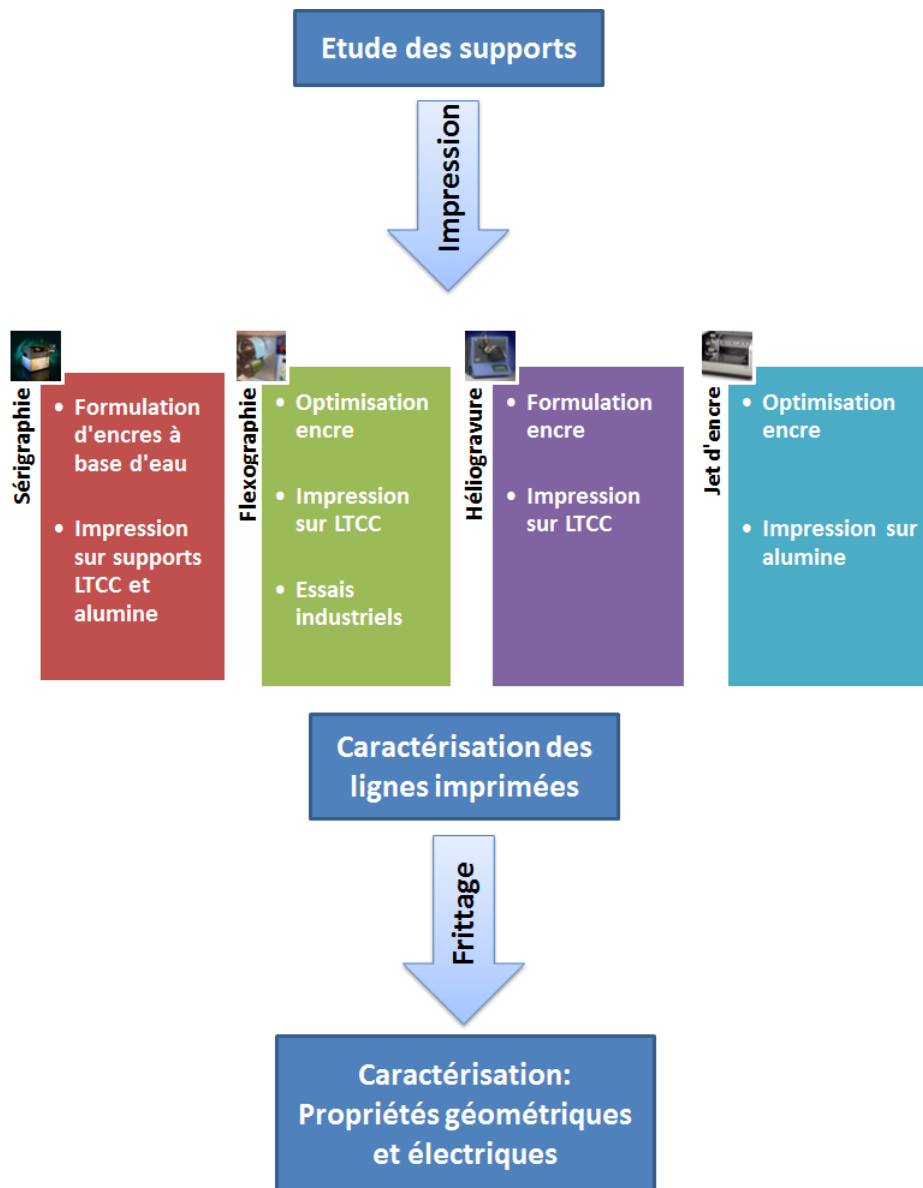 Etude des supports
Impression
Sérigraphie
• Formulation
d'encres à
base d'eau
• Impression
sur supports
LTCC et
alumine
Flexographie
• Optimisation
encre
• Impression
sur LTCC
• Essais
industriels
Héliogravure
• Formulation
encre
• Impression
sur LTCC
Jet d'encre
• Optimisation
encre
• Impression sur
alumine
Caractérisation des
lignes imprimées
Frittage
Caractérisation:
Propriétés géométriques
et électriques